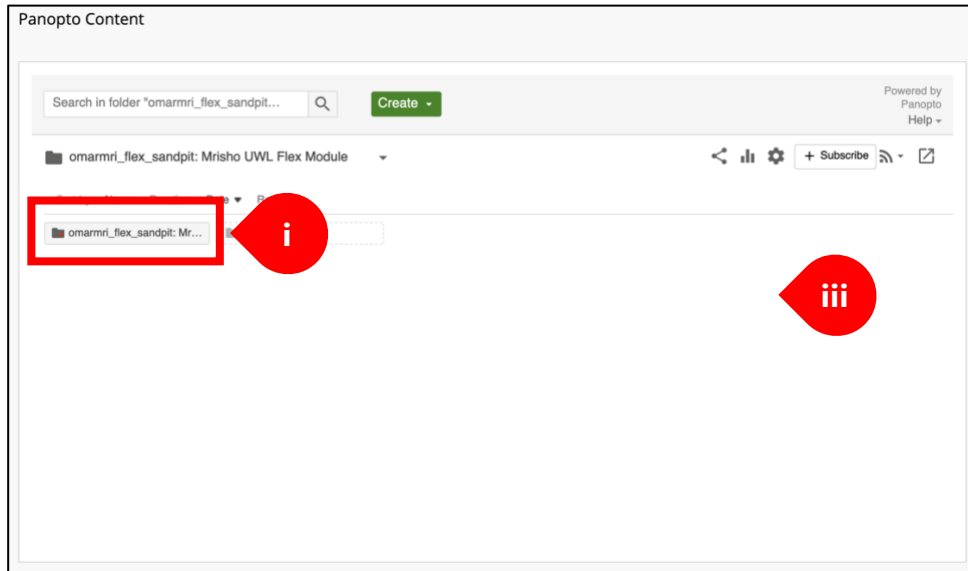 Panopto Content
Search in folder "omarmri_flex_sandpit...
Create
Powered by
Panopto
Help
omarmri_flex_sandpit: Mrisho UWL Flex Module
+ Subscribe
omarmri_flex_sandpit: Mr...
i
iii